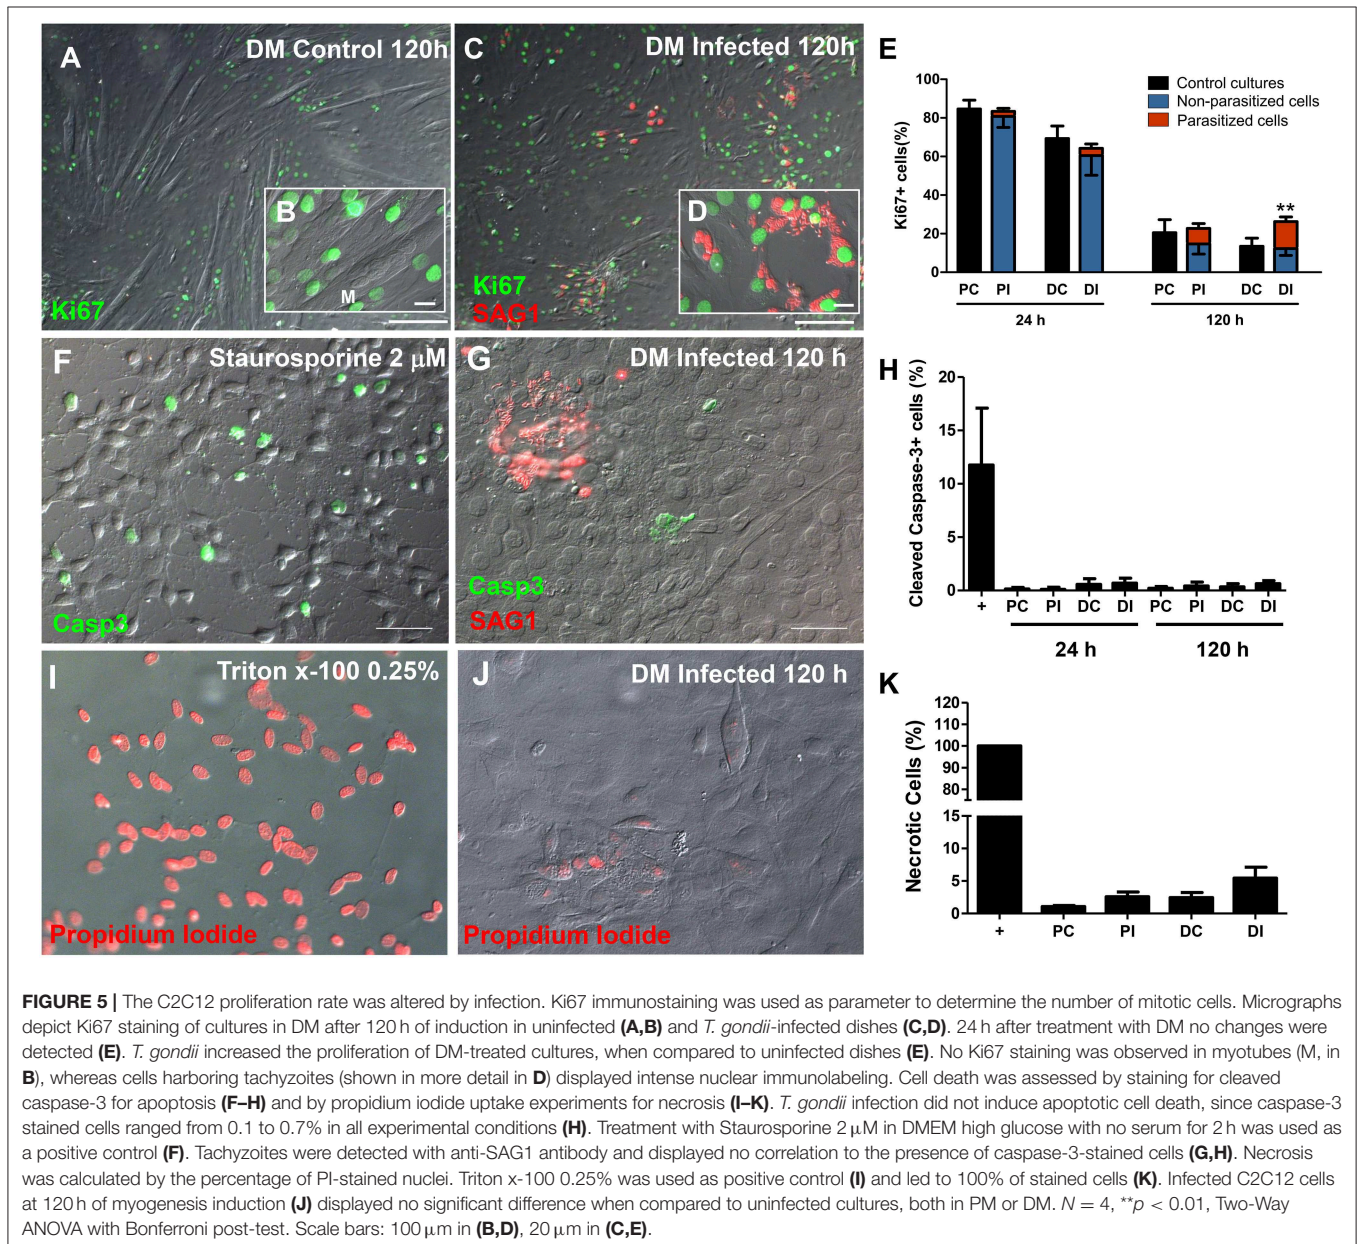 A
DM Control 120h
B
M
Ki67
C
DM Infected 120h
D
Ki67
SAG1
E
Ki67+ cells(%)
100
80
60
40
20
0
Control cultures
Non-parasitized cells
Parasitized cells
**
PC PI DC DI PC PI DC DI
24 h 120 h
F
Staurosporine 2 µM
Casp3
G
DM Infected 120 h
Casp3
SAG1
H
Cleaved Caspase-3+ cells (%)
20
15
10
5
0
+ PC PI DC DI PC PI DC DI
24 h 120 h
I
Triton x-100 0.25%
Propidium Iodide
J
DM Infected 120 h
Propidium Iodide
K
Necrotic Cells (%)
120
110
100
90
80
15
10
5
0
+ PC PI DC DI
FIGURE 5 | The C2C12 proliferation rate was altered by infection. Ki67 immunostaining was used as parameter to determine the number of mitotic cells. Micrographs
depict Ki67 staining of cultures in DM after 120 h of induction in uninfected (A,B) and T. gondii-infected dishes (C,D). 24 h after treatment with DM no changes were
detected (E). T. gondii increased the proliferation of DM-treated cultures, when compared to uninfected dishes (E). No Ki67 staining was observed in myotubes (M, in
B), whereas cells harboring tachyzoites (shown in more detail in D) displayed intense nuclear immunolabeling. Cell death was assessed by staining for cleaved
caspase-3 for apoptosis (F–H) and by propidium iodide uptake experiments for necrosis (I–K). T. gondii infection did not induce apoptotic cell death, since caspase-3
stained cells ranged from 0.1 to 0.7% in all experimental conditions (H). Treatment with Staurosporine 2 µM in DMEM high glucose with no serum for 2 h was used as
a positive control (F). Tachyzoites were detected with anti-SAG1 antibody and displayed no correlation to the presence of caspase-3-stained cells (G,H). Necrosis
was calculated by the percentage of PI-stained nuclei. Triton x-100 0.25% was used as positive control (I) and led to 100% of stained cells (K). Infected C2C12 cells
at 120 h of myogenesis induction (J) displayed no significant difference when compared to uninfected cultures, both in PM or DM. N = 4, **p < 0.01, Two-Way
ANOVA with Bonferroni post-test. Scale bars: 100 µm in (B,D), 20 µm in (C,E).